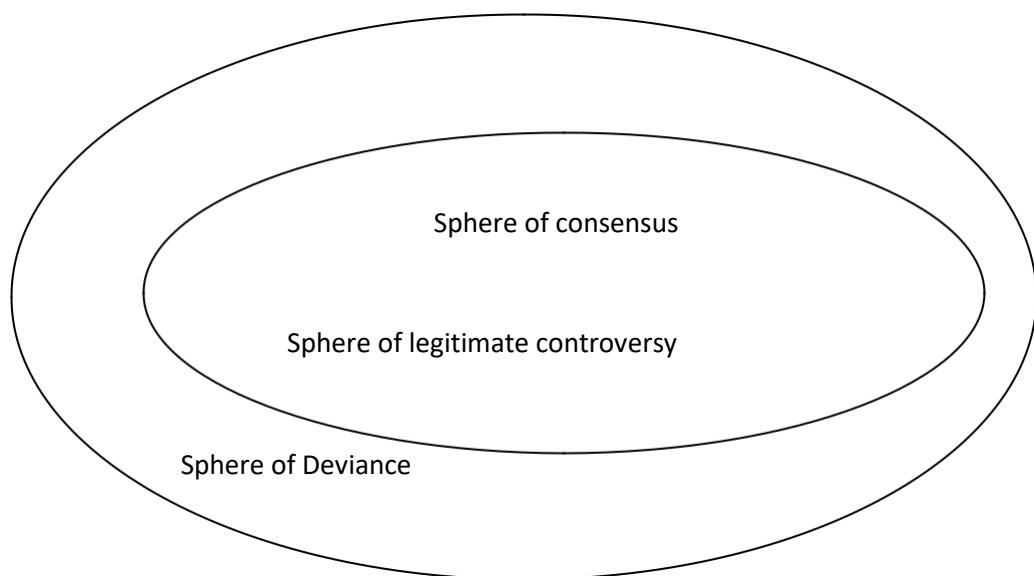 Sphere of consensus
Sphere of legitimate controversy
Sphere of Deviance